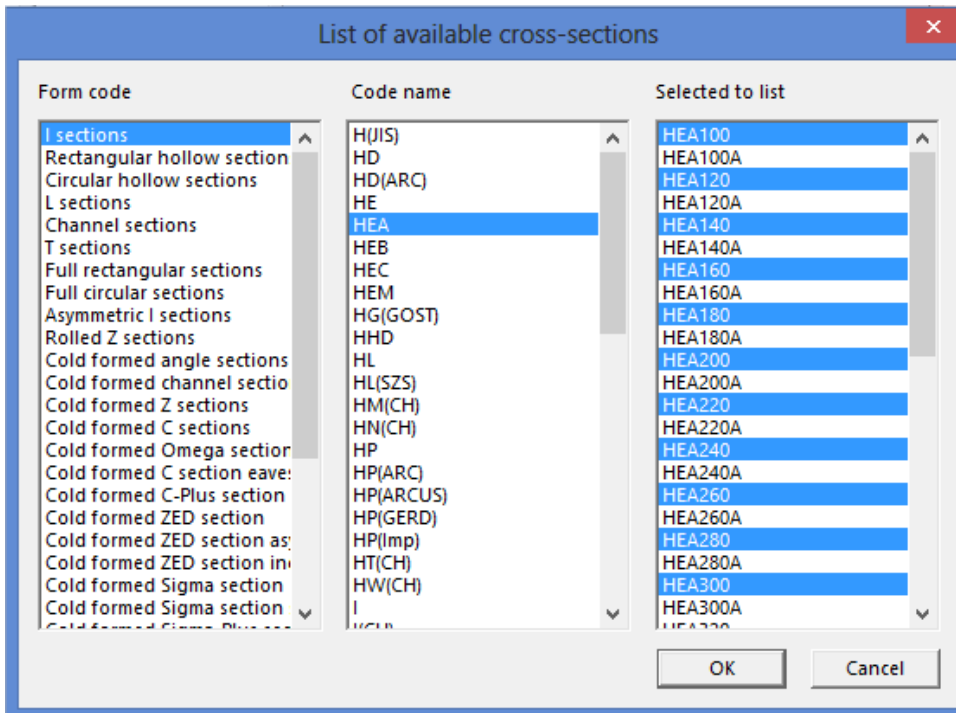 List of available cross-sections
Form code
I sections
Rectangular hollow section
Circular hollow sections
L sections
Channel sections
T sections
Full rectangular sections
Full circular sections
Asymmetric I sections
Rolled Z sections
Cold formed angle sections
Cold formed channel sectio
Cold formed Z sections
Cold formed C sections
Cold formed Omega section
Cold formed C section eaves
Cold formed C-Plus section
Cold formed ZED section
Cold formed ZED section as
Cold formed ZED section in
Cold formed Sigma section
Cold formed Sigma section
Code name
H(JIS)
HD
HD(ARC)
HE
HEA
HEB
HEC
HEM
HG(GOST)
HHD
HL
HL(SZS)
HM(CH)
HN(CH)
HP
HP(ARC)
HP(ARCUS)
HP(GERD)
HP(Imp)
HT(CH)
HW(CH)
I
Selected to list
HEA100
HEA100A
HEA120
HEA120A
HEA140
HEA140A
HEA160
HEA160A
HEA180
HEA180A
HEA200
HEA200A
HEA220
HEA220A
HEA240
HEA240A
HEA260
HEA260A
HEA280
HEA280A
HEA300
HEA300A
OK
Cancel